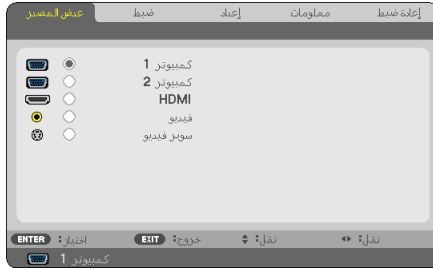 عرض المصدر ضبط إعداد معلومات إعادة ضبط
كمبيوتر 1
كمبيوتر 2
HDMI
فيديو
سوبر فيديو
ENTER اختيار: EXIT خروج: نقل: نقل:
كمبيوتر 1